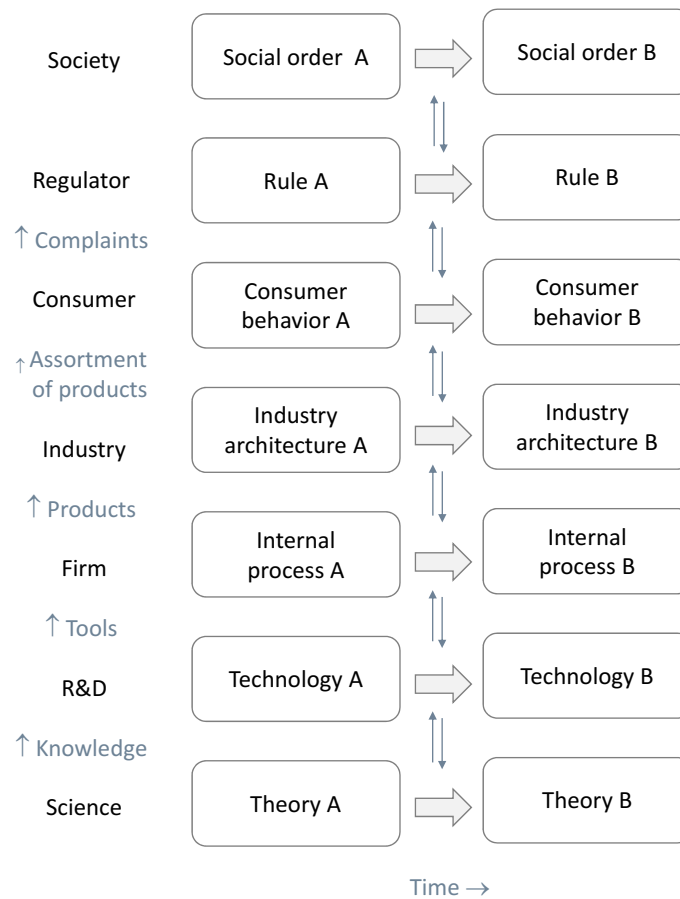 Society
Social order A
Social order B
Regulator
Rule A
Rule B
↑ Complaints
Consumer
Consumer
behavior A
Consumer
behavior B
↑ Assortment
of products
Industry
Industry
architecture A
Industry
architecture B
↑ Products
Firm
Internal
process A
Internal
process B
↑ Tools
R&D
Technology A
Technology B
↑ Knowledge
Science
Theory A
Theory B
Time →